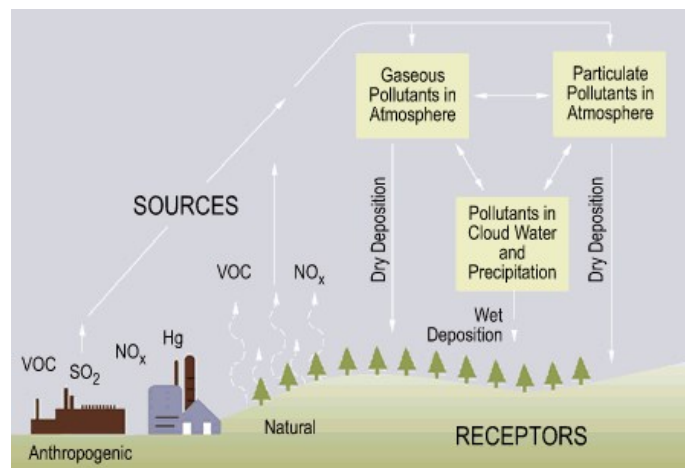 Gaseous
Pollutants in
Atmosphere
Particulate
Pollutants in
Atmosphere
SOURCES
Dry Deposition
Pollutants in
Cloud Water
and
Precipitation
Dry Deposition
VOC
NOx
Wet
Deposition
VOC
SO2
NOx
Hg
Anthropogenic
Natural
RECEPTORS